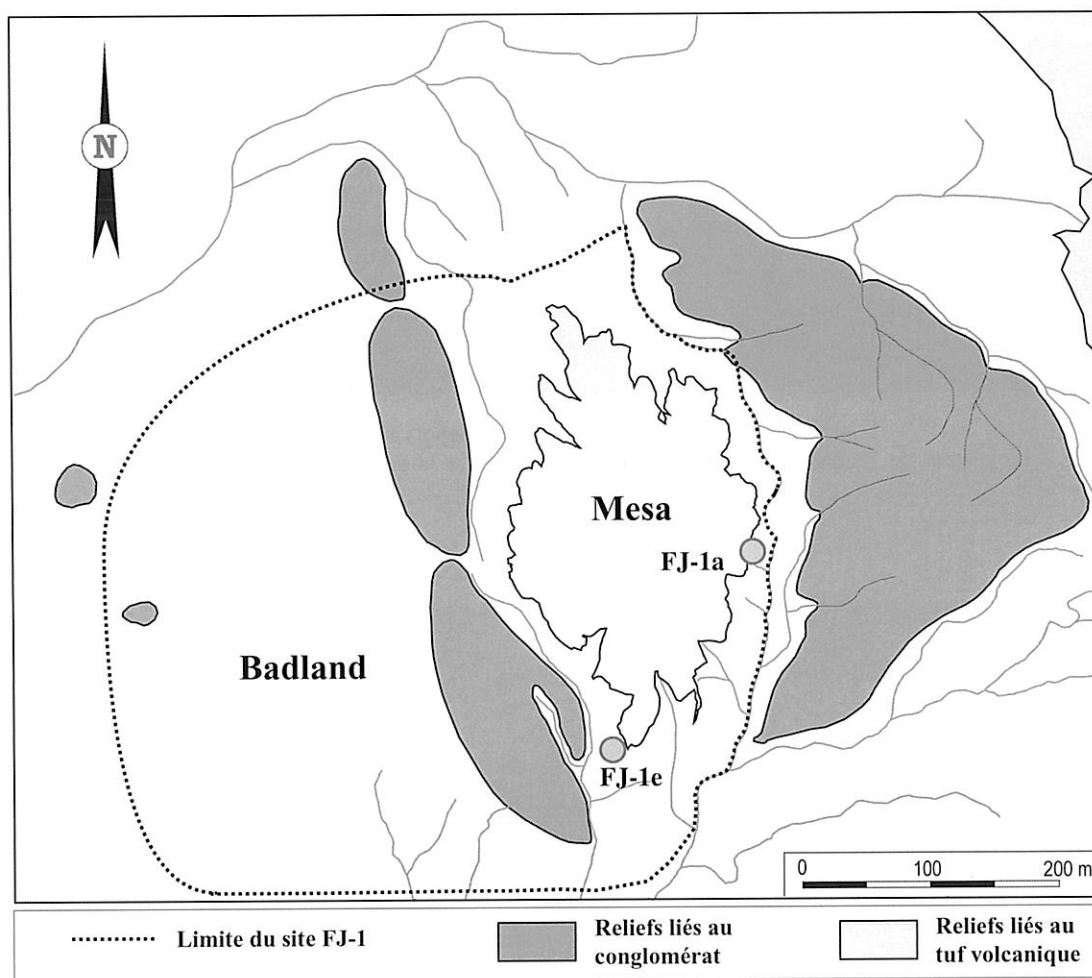 N
Mesa
FJ-1a
Badland
FJ-1e
0 100 200 m
Limite du site FJ-1
Reliefs liés au
conglomérat
Reliefs liés au
tuf volcanique